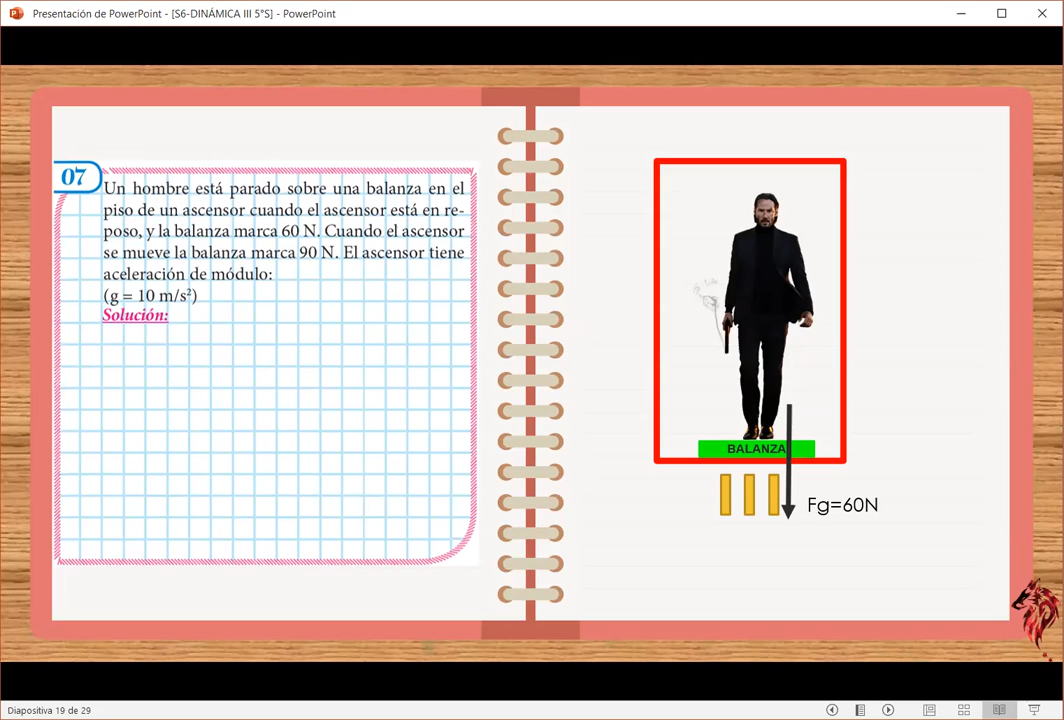 Presentación de PowerPoint - [S6-DINÁMICA III 5°S] - PowerPoint
07
Un hombre está parado sobre una balanza en el
piso de un ascensor cuando el ascensor está en re-
poso, y la balanza marca 60 N. Cuando el ascensor
se mueve la balanza marca 90 N. El ascensor tiene
aceleración de módulo:
(g = 10 m/s²)
Solución:
BALANZA
Fg=60N
Diapositiva 19 de 29